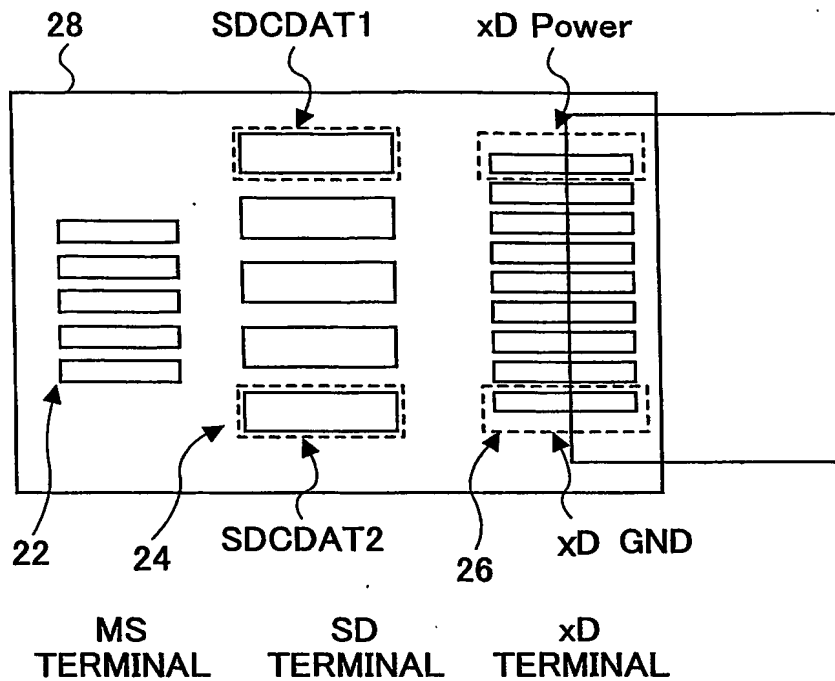 28
SDCDAT1
xD Power
22
24
SDCDAT2
26
xD GND
MS
TERMINAL
SD
TERMINAL
xD
TERMINAL